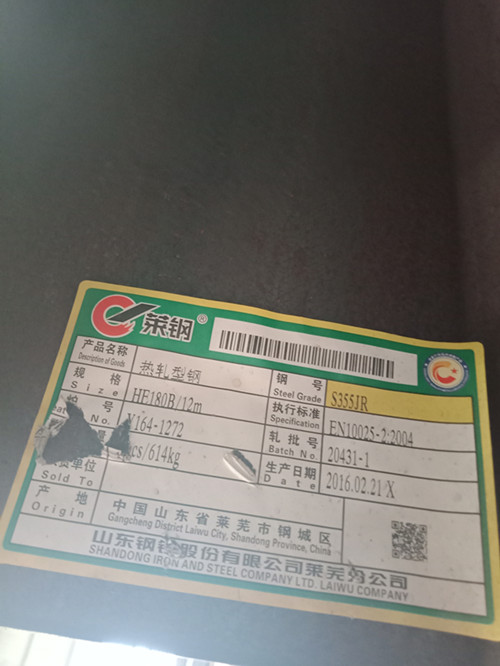 莱钢®
产品名称 热轧型钢 钢 号 S355JR
Description of Goods Steel Grade
规 格 HE180B/12m 执行标准 EN10025-2:2004
Size Specification
号 164-1272 轧批号 20431-1
No. Batch No.
cs/614kg 生产日期 2016.02.21/X
单位 Date
Sold To
产 地 中国山东省莱芜市钢城区
Origin Gangcheng District Laiwu City, Shandong Province, China
山东钢铁股份有限公司莱芜分公司
SHANDONG IRON AND STEEL COMPANY LTD. LAIWU COMPANY